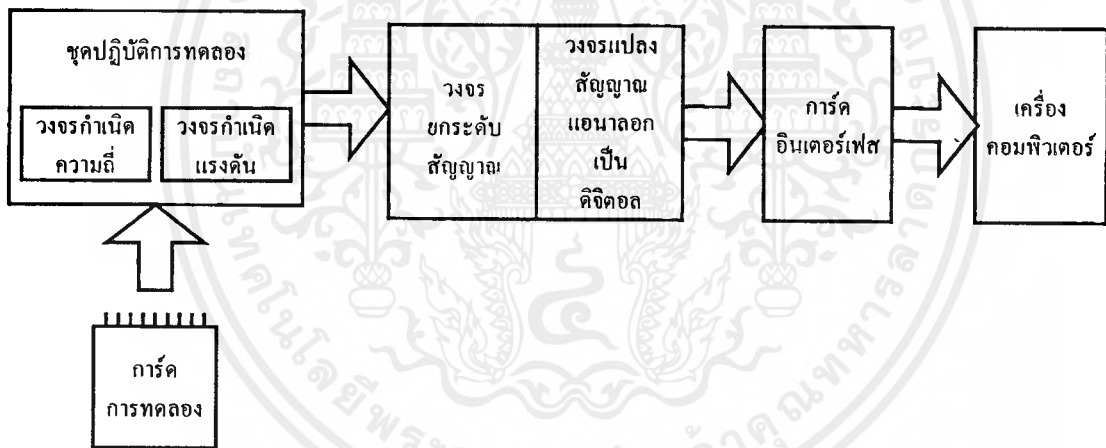 ชุดปฏิบัติการทดลอง
วงจรกำเนิด
ความถี่
วงจรกำเนิด
แรงดัน
วงจร
ยกระดับ
สัญญาณ
วงจรแปลง
สัญญาณ
แอนาลอก
เป็น
ดิจิตอล
การ์ด
อินเตอร์เฟส
เครื่อง
คอมพิวเตอร์
การ์ด
การทดลอง